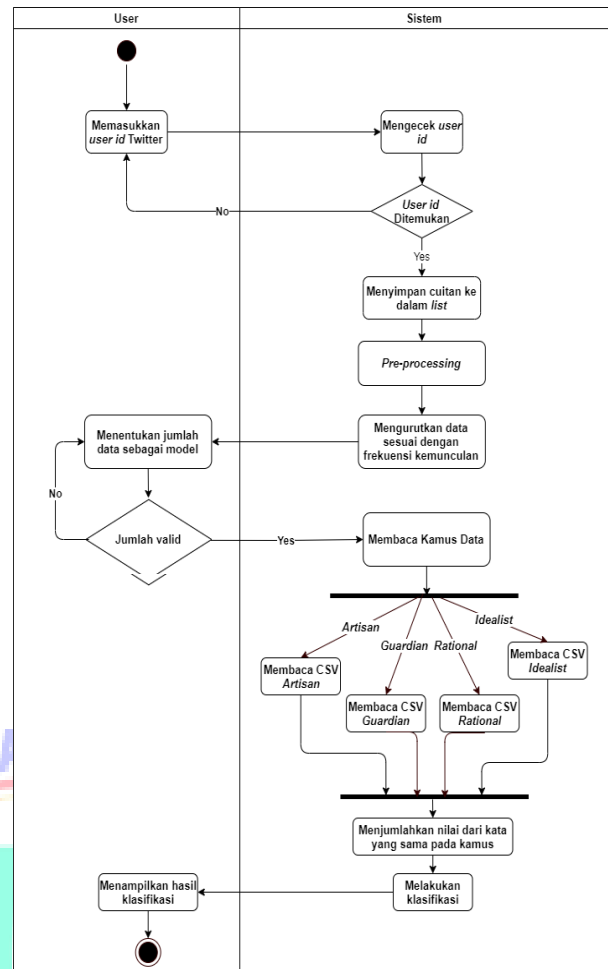 User
Sistem
Memasukkan
user id Twitter
Mengecek user
id
No
User id
Ditemukan
Yes
Menyimpan cuitan ke
dalam list
Pre-processing
Menentukan jumlah
data sebagai model
Mengurutkan data
sesuai dengan
frekuensi kemunculan
No
Jumlah valid
Yes
Membaca Kamus Data
Artisan
Guardian
Rational
Idealist
Membaca CSV
Artisan
Membaca CSV
Guardian
Membaca CSV
Rational
Membaca CSV
Idealist
Menjumlahkan nilai dari kata
yang sama pada kamus
Menampilkan hasil
klasifikasi
Melakukan
klasifikasi